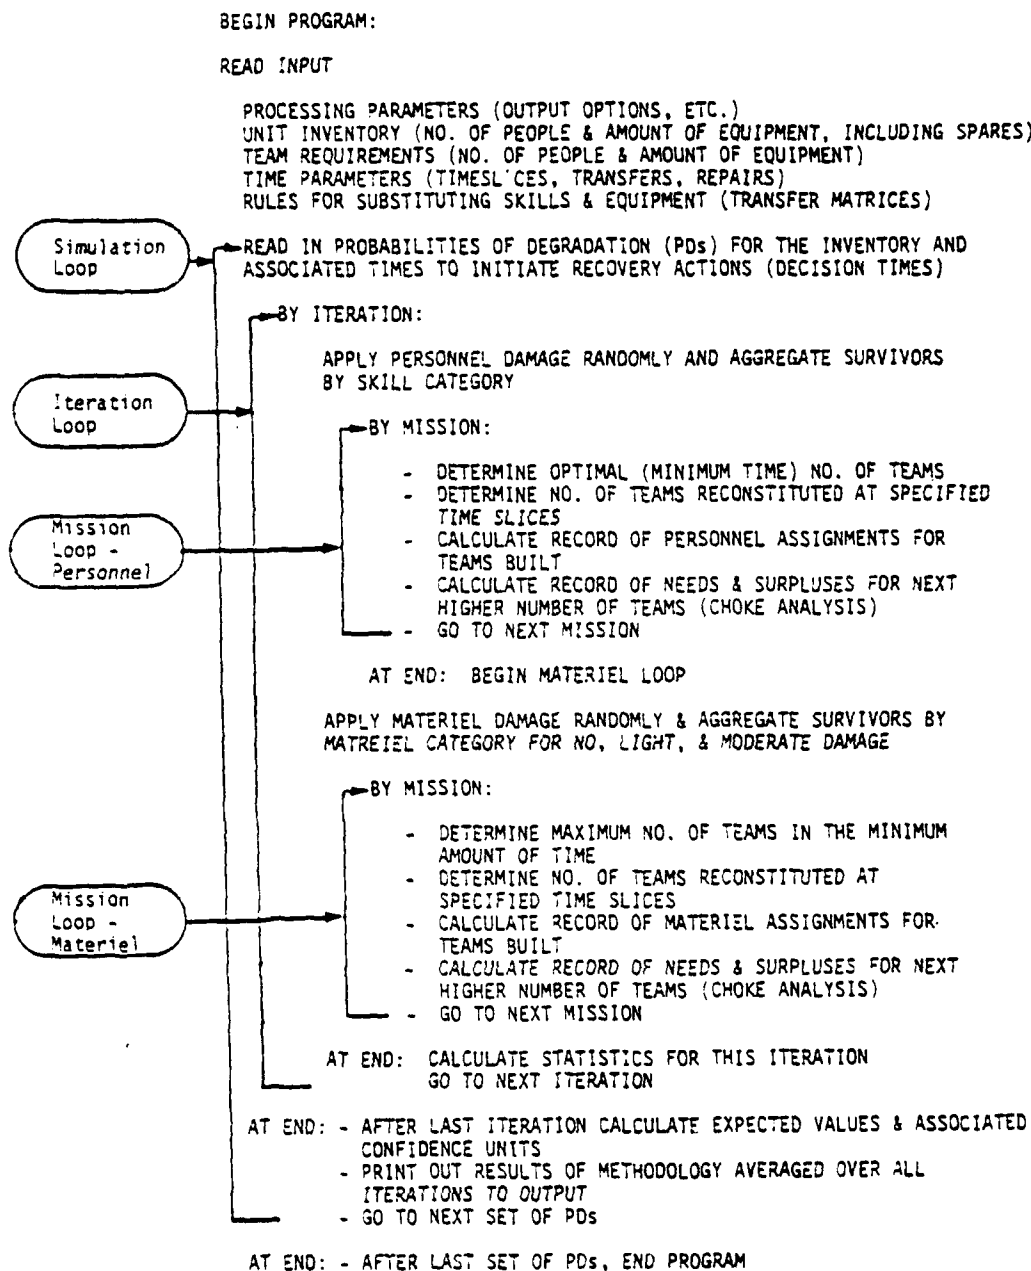 BEGIN PROGRAM:
READ INPUT
PROCESSING PARAMETERS (OUTPUT OPTIONS, ETC.)
UNIT INVENTORY (NO. OF PEOPLE & AMOUNT OF EQUIPMENT, INCLUDING SPARES)
TEAM REQUIREMENTS (NO. OF PEOPLE & AMOUNT OF EQUIPMENT)
TIME PARAMETERS (TIMESL'CES, TRANSFERS, REPAIRS)
RULES FOR SUBSTITUTING SKILLS & EQUIPMENT (TRANSFER MATRICES)
Simulation
Loop
READ IN PROBABILITIES OF DEGRADATION (PDs) FOR THE INVENTORY AND
ASSOCIATED TIMES TO INITIATE RECOVERY ACTIONS (DECISION TIMES)
BY ITERATION:
APPLY PERSONNEL DAMAGE RANDOMLY AND AGGREGATE SURVIVORS
BY SKILL CATEGORY
Iteration
Loop
BY MISSION:
- DETERMINE OPTIMAL (MINIMUM TIME) NO. OF TEAMS
- DETERMINE NO. OF TEAMS RECONSTITUTED AT SPECIFIED
TIME SLICES
Mission
Loop -
Personnel
- CALCULATE RECORD OF PERSONNEL ASSIGNMENTS FOR
TEAMS BUILT
- CALCULATE RECORD OF NEEDS & SURPLUSES FOR NEXT
HIGHER NUMBER OF TEAMS (CHOKE ANALYSIS)
- GO TO NEXT MISSION
AT END: BEGIN MATERIEL LOOP
APPLY MATERIEL DAMAGE RANDOMLY & AGGREGATE SURVIVORS BY
MATREIEL CATEGORY FOR NO, LIGHT, & MODERATE DAMAGE
BY MISSION:
- DETERMINE MAXIMUM NO. OF TEAMS IN THE MINIMUM
AMOUNT OF TIME
- DETERMINE NO. OF TEAMS RECONSTITUTED AT
SPECIFIED TIME SLICES
Mission
Loop -
Materiel
- CALCULATE RECORD OF MATERIEL ASSIGNMENTS FOR
TEAMS BUILT
- CALCULATE RECORD OF NEEDS & SURPLUSES FOR NEXT
HIGHER NUMBER OF TEAMS (CHOKE ANALYSIS)
- GO TO NEXT MISSION
AT END: CALCULATE STATISTICS FOR THIS ITERATION
GO TO NEXT ITERATION
AT END: - AFTER LAST ITERATION CALCULATE EXPECTED VALUES & ASSOCIATED
CONFIDENCE UNITS
- PRINT OUT RESULTS OF METHODOLOGY AVERAGED OVER ALL
ITERATIONS TO OUTPUT
- GO TO NEXT SET OF PDs
AT END: - AFTER LAST SET OF PDs, END PROGRAM